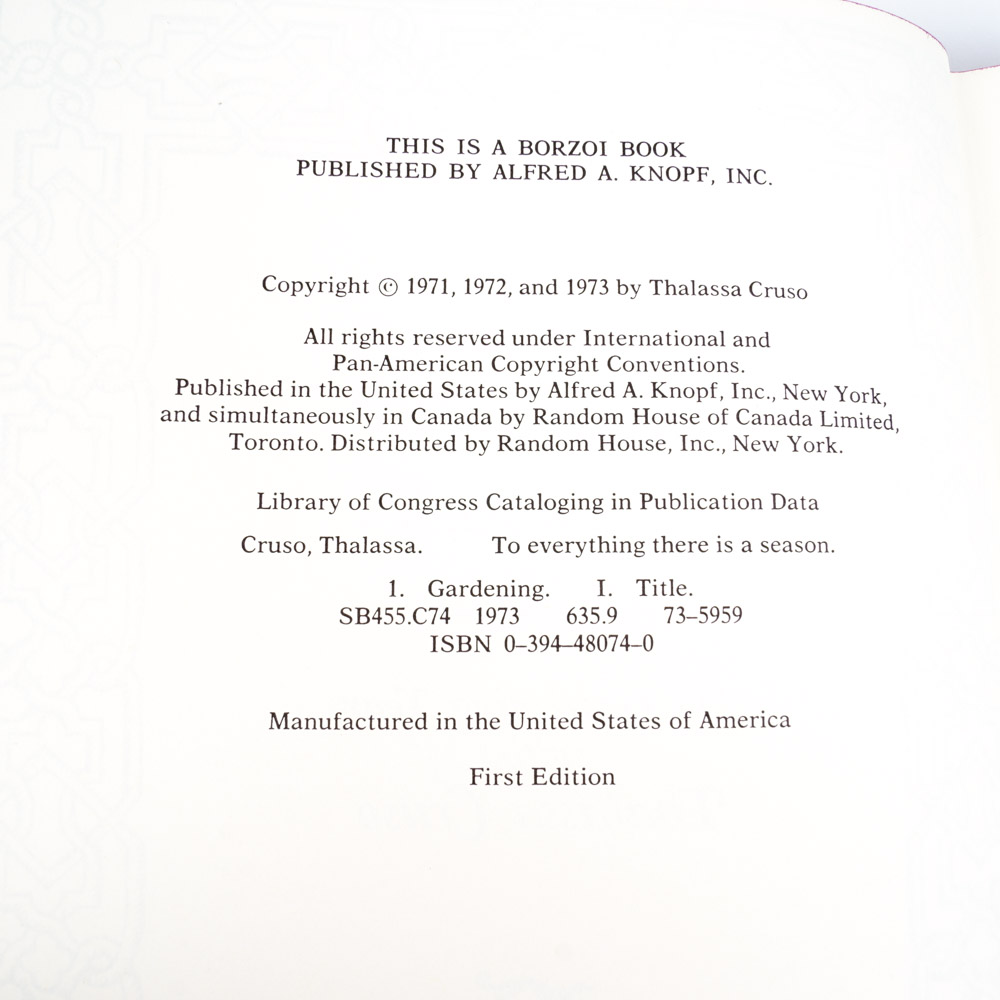 THIS IS A BORZOI BOOK
PUBLISHED BY ALFRED A. KNOPF, INC.
Copyright © 1971, 1972, and 1973 by Thalassa Cruso
All rights reserved under International and
Pan-American Copyright Conventions.
Published in the United States by Alfred A. Knopf, Inc., New York,
and simultaneously in Canada by Random House of Canada Limited,
Toronto. Distributed by Random House, Inc., New York.
Library of Congress Cataloging in Publication Data
Cruso, Thalassa. To everything there is a season.
1. Gardening. I. Title.
SB455.C74 1973 635.9 73–5959
ISBN 0–394–48074–0
Manufactured in the United States of America
First Edition